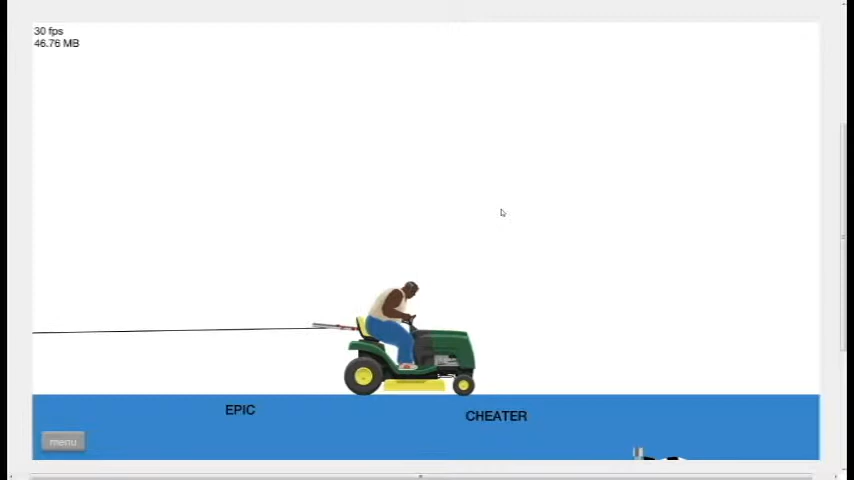 30 fps
46.76 MB
EPIC
CHEATER
menu